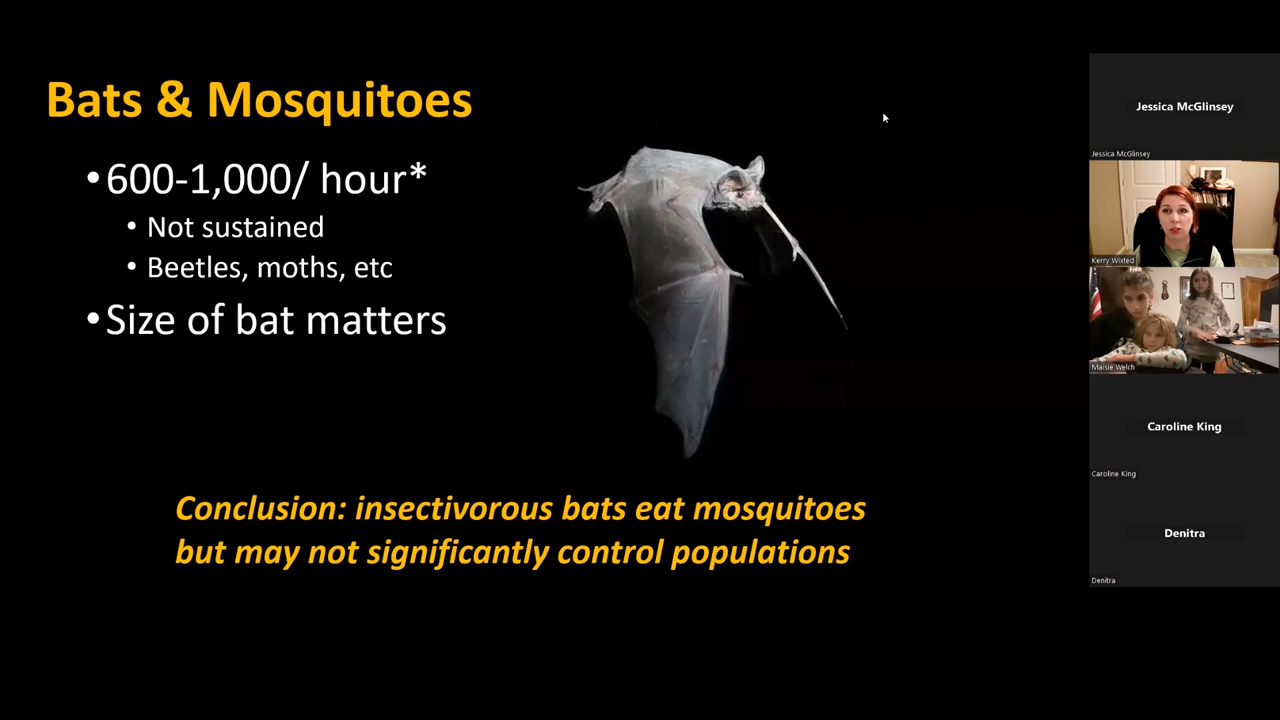 Bats & Mosquitoes
•600-1,000/ hour*
• Not sustained
• Beetles, moths, etc
•Size of bat matters
Conclusion: insectivorous bats eat mosquitoes
but may not significantly control populations
Jessica McGlinsey
Jessica McGlinsey
Kerry Wixted
Maisie Welch
Caroline King
Caroline King
Denitra
Denitra